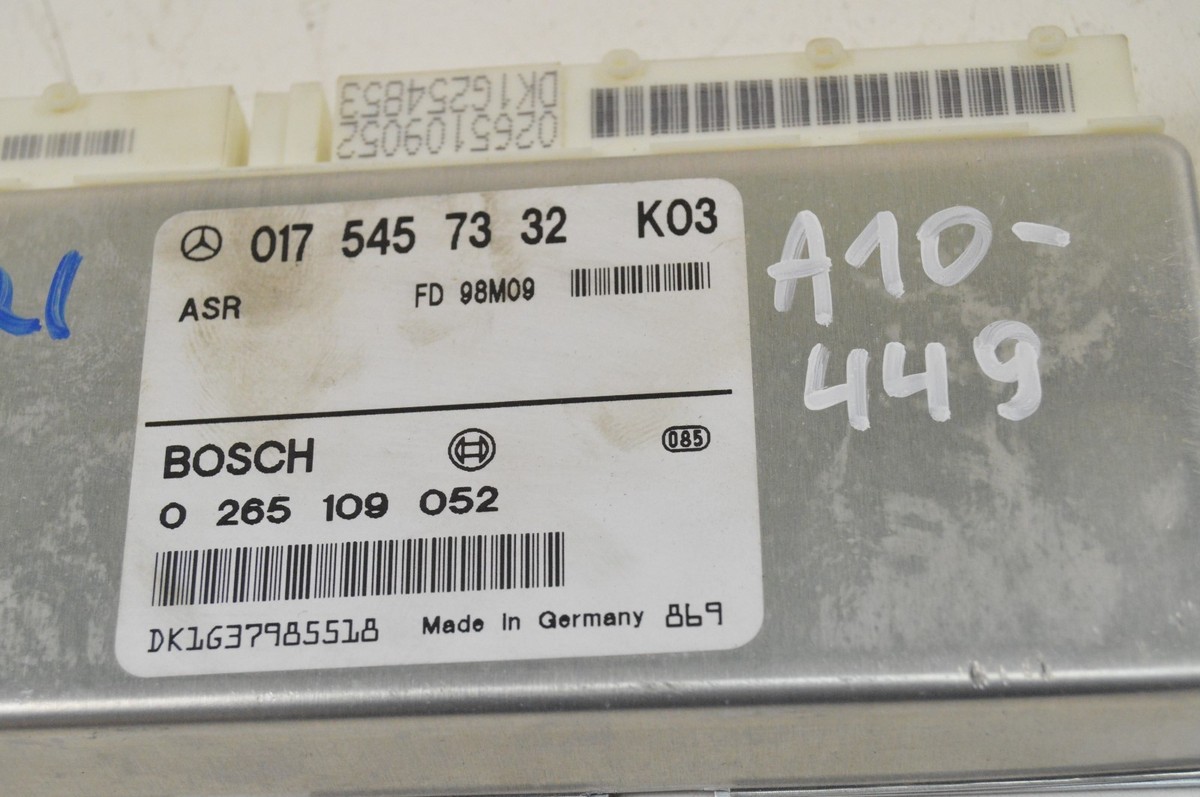 DK1G254853
0265109052
017 545 73 32 K03
ASR FD 98M09
BOSCH 085
0 265 109 052
DK1G37985518 Made in Germany 869
A10-
449